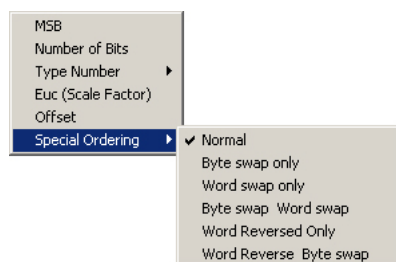 MSB
Number of Bits
Type Number
Euc (Scale Factor)
Offset
Special Ordering
Normal
Byte swap only
Word swap only
Byte swap  Word swap
Word Reversed Only
Word Reverse  Byte swap